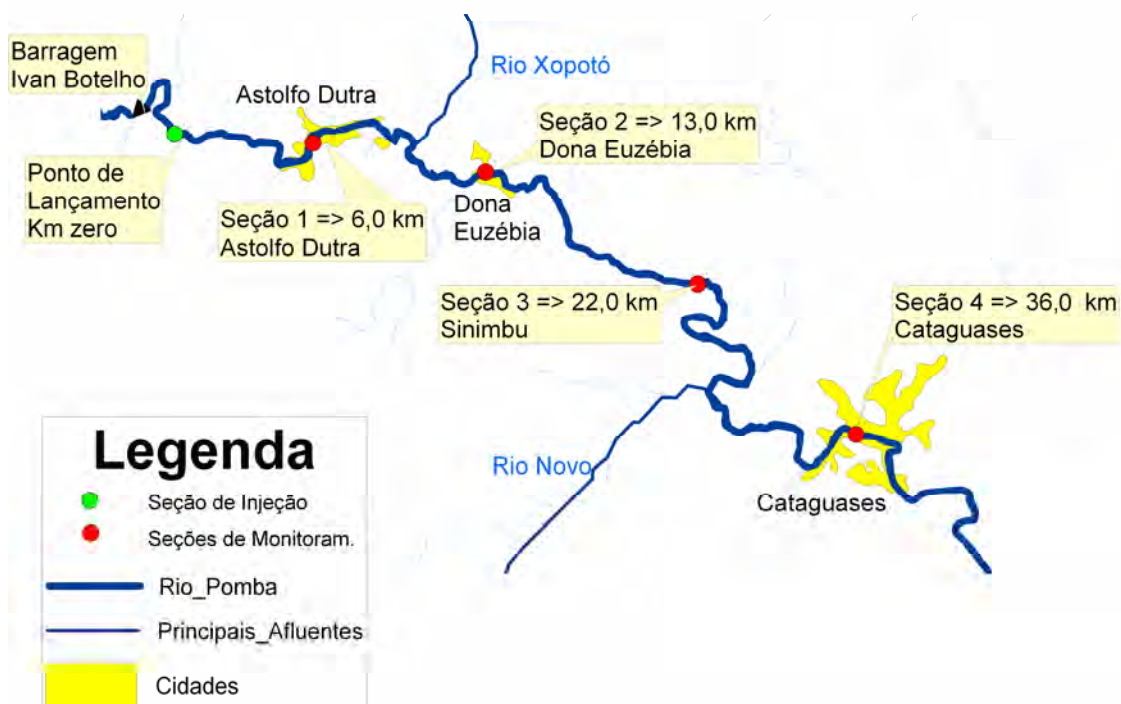 Barragem
Ivan Botelho
Rio Xopotó
Astolfo Dutra
Seção 2 => 13,0 km
Dona Euzébia
Ponto de
Lançamento
Km zero
Seção 1 => 6,0 km
Astolfo Dutra
Dona
Euzébia
Seção 3 => 22,0 km
Sinimbu
Seção 4 => 36,0 km
Cataguases
Rio Novo
Cataguases
Legenda
Seção de Injeção
Seções de Monitoram.
Rio_Pomba
Principais_Afluentes
Cidades